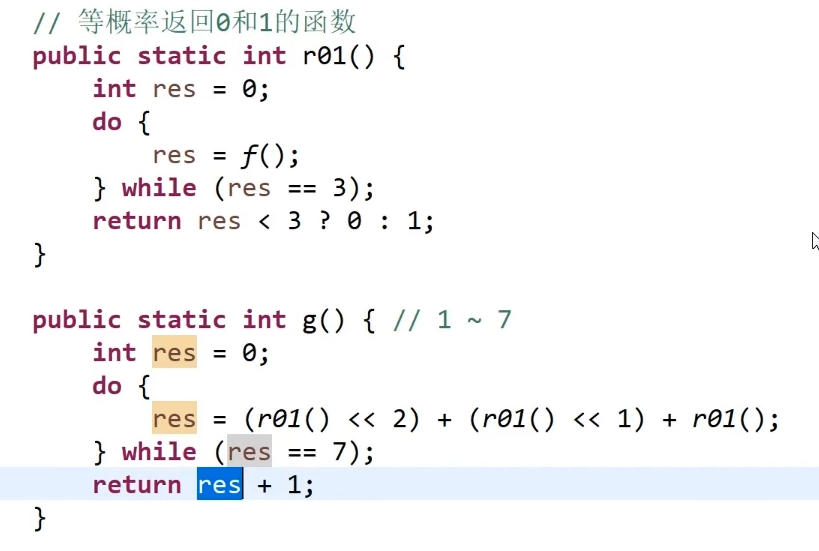 // 等概率返回0和1的函数
public static int r01() {
    int res = 0;
    do {
        res = f();
    } while (res == 3);
    return res < 3 ? 0 : 1;
}

public static int g() { // 1 ~ 7
    int res = 0;
    do {
        res = (r01() << 2) + (r01() << 1) + r01();
    } while (res == 7);
    return res + 1;
}